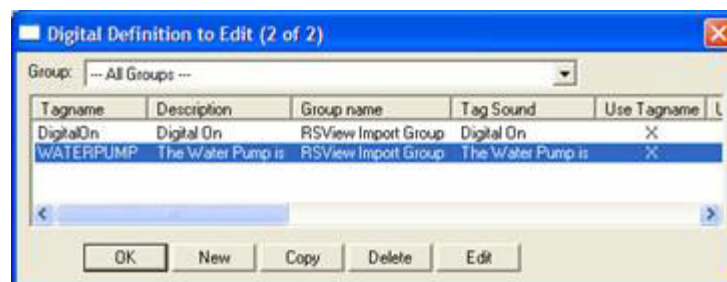 Digital Definition to Edit (2 of 2)
Group: --- All Groups ---
Tagname Description Group name Tag Sound Use Tagname L
DigitalOn Digital On RSView Import Group Digital On X
WATERPUMP The Water Pump is RSView Import Group The Water Pump is X
OK New Copy Delete Edit